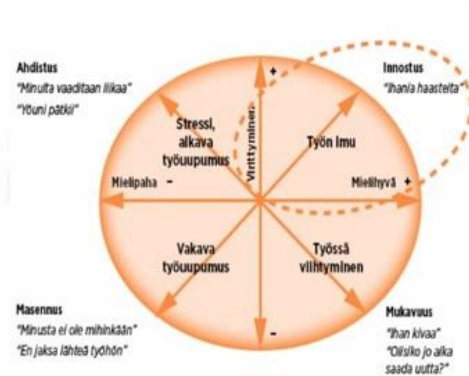 Ahdistus
"Minulta vaaditaan liikaa"
"Yöuni pätkii"
+
Innostus
"Ihania haasteita"
Virittyminen
Stressi,
alkava
työuupumus
Työn imu
Mielipaha -
Mielihyvä +
Vakava
työuupumus
Työssä
viihtyminen
-
Masennus
"Minusta ei ole mihinkään"
"En jaksa lähteä työhön"
Mukavuus
"Ihan kivaa"
"Olisiko jo aika
saada uutta?"